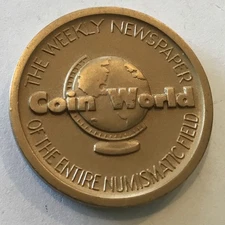 THE WEEKLY NEWSPAPER
Coin World
OF THE ENTIRE NUMISMATIC FIELD